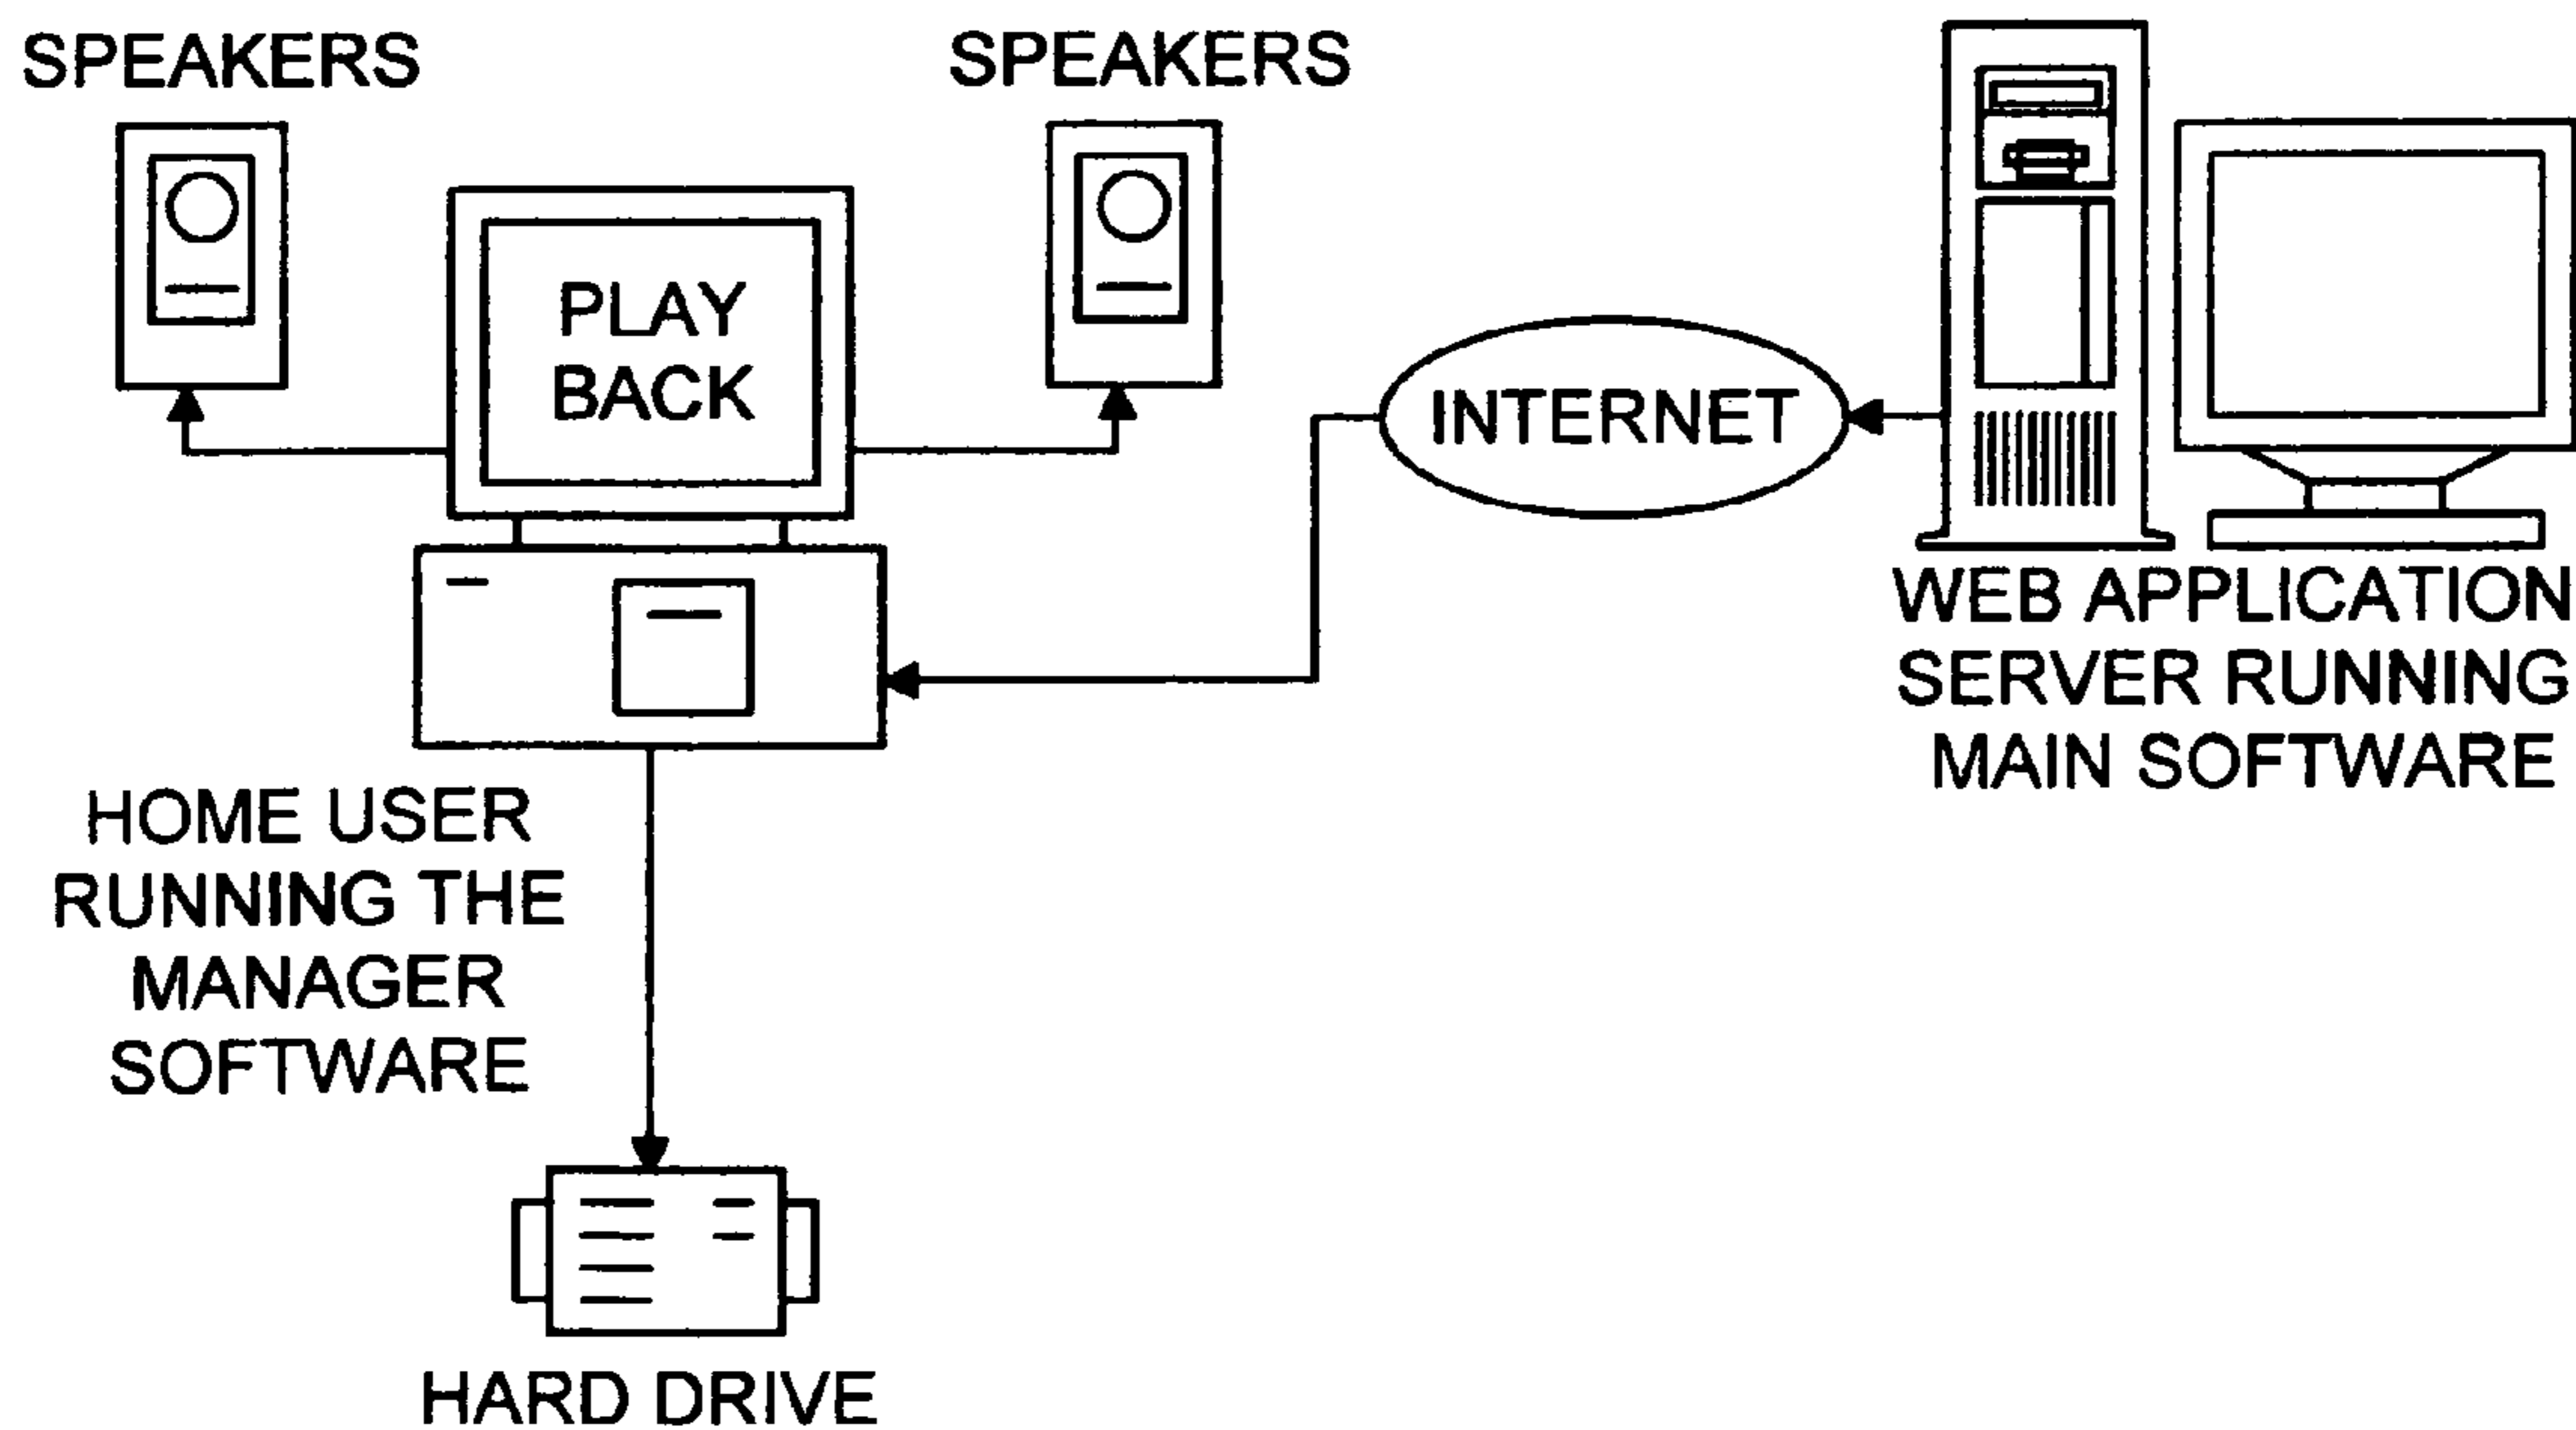 SPEAKERS
SPEAKERS
PLAY
BACK
INTERNET
WEB APPLICATION
SERVER RUNNING
MAIN SOFTWARE
HOME USER
RUNNING THE
MANAGER
SOFTWARE
HARD DRIVE